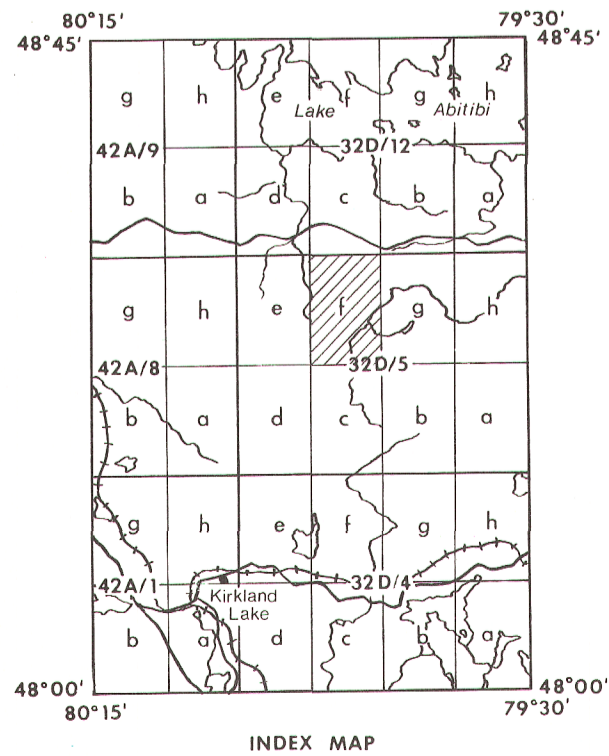 80°15' 79°30'
48°45' 48°45'
g h e f g h
Lake Abitibi
42A/9 32D/12
b a d c b a
g h e f g h
42A/8 32D/5
b a d c b a
g h e f g h
42A/1 32D/4
Kirkland
Lake
b a d c b a
48°00' 48°00'
80°15' 79°30'
INDEX MAP